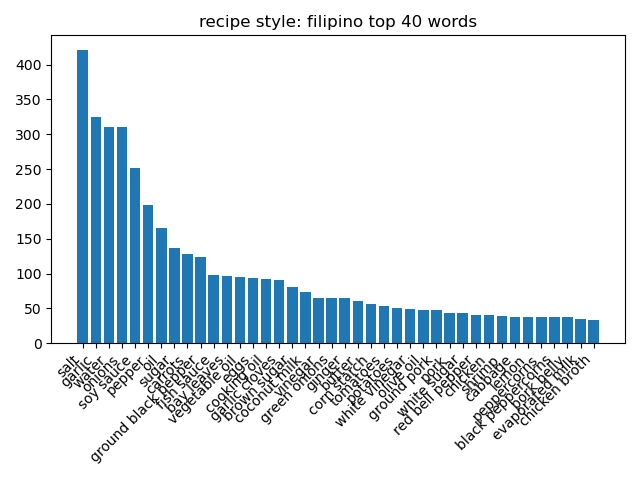 recipe style: filipino top 40 words
400
350
300
250
200
150
100
50
0
salt
garlic
water
onions
soy sauce
pepper
oil
sugar
carrots
ground black pepper
fish sauce
bay leaves
vegetable oil
eggs
cooking oil
garlic cloves
brown sugar
coconut milk
vinegar
green onions
ginger
butter
corn starch
tomatoes
potatoes
white vinegar
olive oil
ground pork
pork
white sugar
red bell pepper
chicken
shrimp
cabbage
lemon
peppercorns
black peppercorns
pork belly
evaporated milk
chicken broth